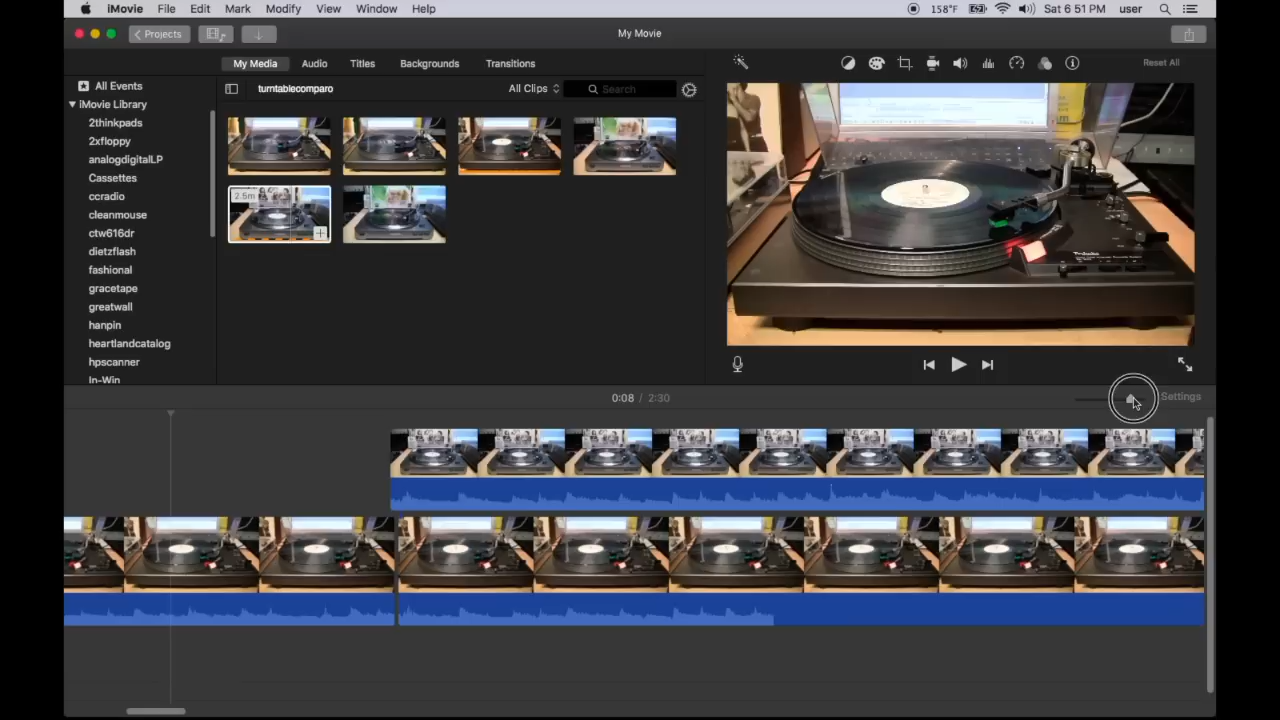 iMovie File Edit Mark Modify View Window Help 158°F Sat 6:51 PM user
Projects My Movie
My Media Audio Titles Backgrounds Transitions Reset All
All Events turntablecomparo All Clips Search
iMovie Library
2thinkpads
2xfloppy
analogdigitalLP
Cassettes
ccradio
2.5m
cleanmouse
ctw616dr
dietzflash
fashional
gracetape
greatwall
hanpin
heartlandcatalog
hpscanner
In-Win
0:08 / 2:30 Settings